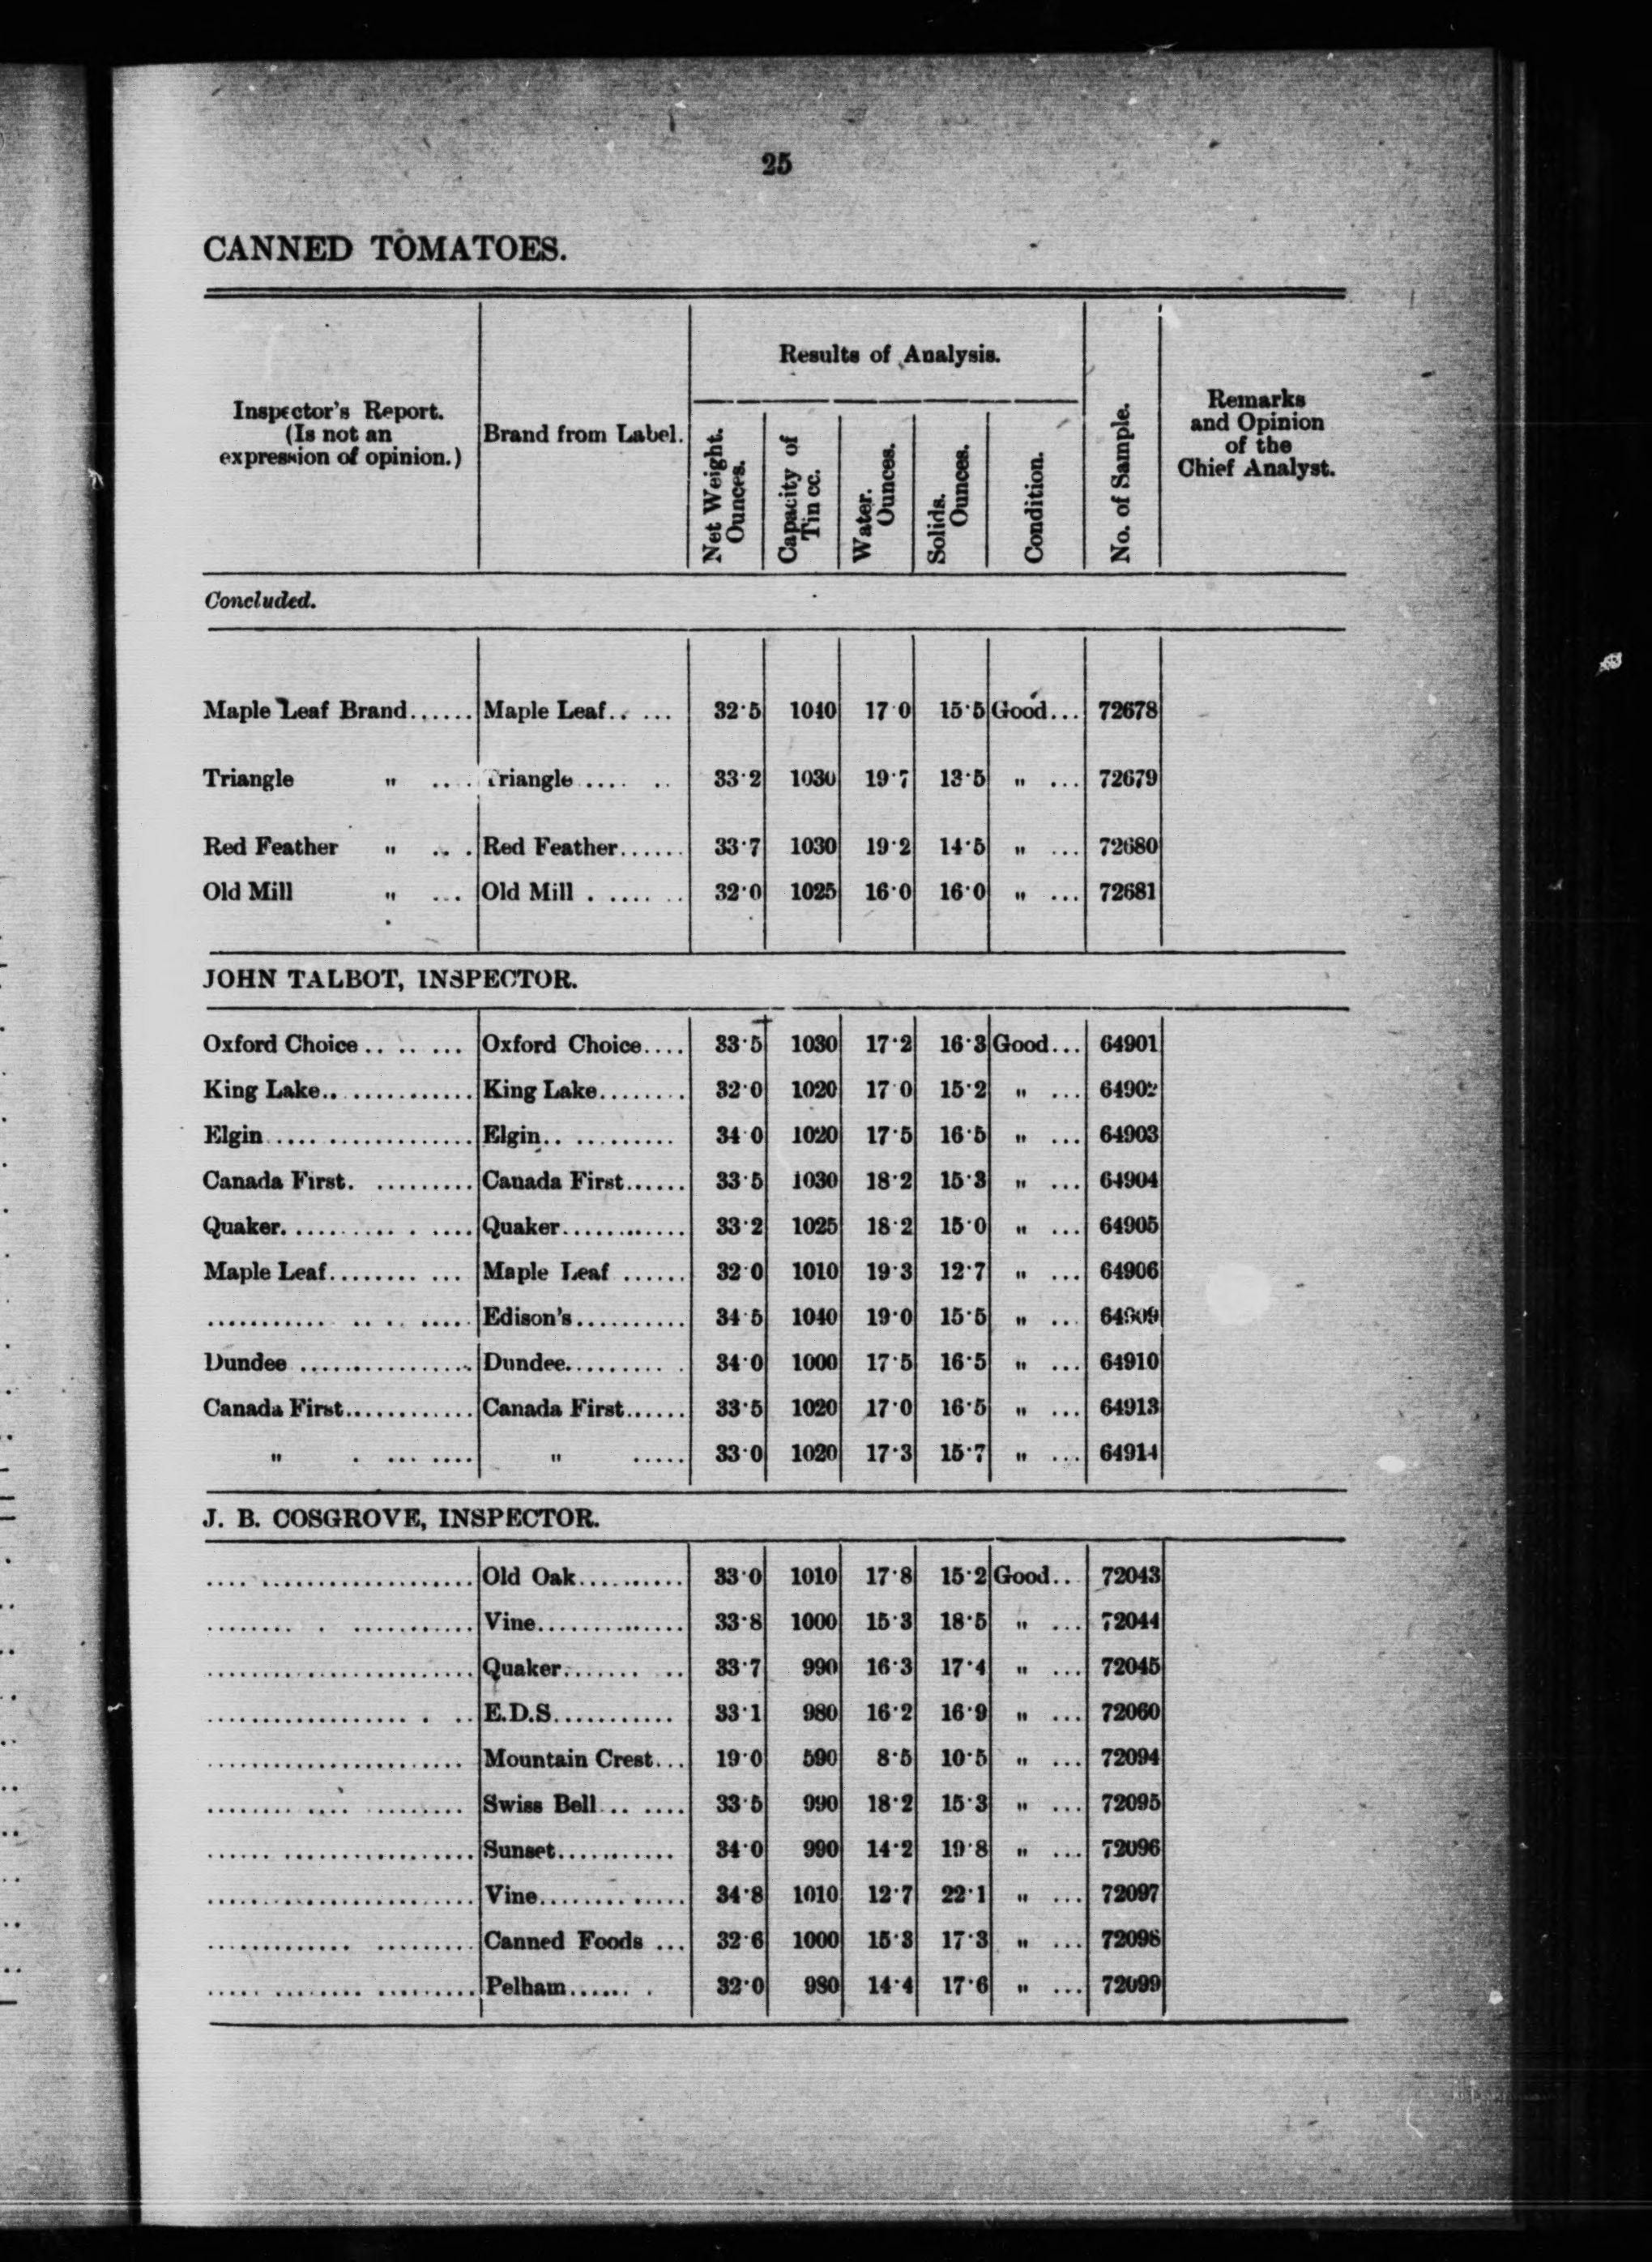 25
CANNED TOMATOES.
Inspector's Report.
(Is not an
expression of opinion.)
Brand from Label.
Results of Analysis.
Net Weight.
Ounces.
Capacity of
Tin cc.
Water.
Ounces.
Solids.
Ounces.
Condition.
No. of Sample.
Remarks
and Opinion
of the
Chief Analyst.
Concluded.
Maple Leaf Brand...... Maple Leaf.. ... 32·5 1040 17·0 15·5 Good... 72678
Triangle " .... Triangle .... .. 33·2 1030 19·7 13·5 " ... 72679
Red Feather " .. . Red Feather...... 33·7 1030 19·2 14·5 " ... 72680
Old Mill " ... Old Mill . ..... .. 32·0 1025 16·0 16·0 " ... 72681
JOHN TALBOT, INSPECTOR.
Oxford Choice .. .. ... Oxford Choice.... 33·5 1030 17·2 16·3 Good... 64901
King Lake.. ............ King Lake........ 32·0 1020 17·0 15·2 " ... 64902
Elgin .... ................ Elgin.. .......... 34·0 1020 17·5 16·5 " ... 64903
Canada First. ......... Canada First...... 33·5 1030 18·2 15·3 " ... 64904
Quaker.............. . .... Quaker............ 33·2 1025 18·2 15·0 " ... 64905
Maple Leaf........ ... Maple Leaf ...... 32·0 1010 19·3 12·7 " ... 64906
........... .. . . ..... Edison's.......... 34·5 1040 19·0 15·5 " ... 64909
Dundee ................ Dundee.......... . 34·0 1000 17·5 16·5 " ... 64910
Canada First............ Canada First...... 33·5 1020 17·0 16·5 " ... 64913
" . ... .... " ..... 33·0 1020 17·3 15·7 " ... 64914
J. B. COSGROVE, INSPECTOR.
.... .................... Old Oak.......... 33·0 1010 17·8 15·2 Good.. 72043
........ . ........... Vine.............. 33·8 1000 15·3 18·5 " ... 72044
......................... Quaker........ .. 33·7 990 16·3 17·4 " ... 72045
.................. . .. E.D.S........... 33·1 980 16·2 16·9 " ... 72060
........................ Mountain Crest... 19·0 590 8·5 10·5 " ... 72094
........ .... ......... Swiss Bell... .... 33·5 990 18·2 15·3 " ... 72095
...... .................. Sunset........... 34·0 990 14·2 19·8 " ... 72096
......................... Vine........ ..... 34·8 1010 12·7 22·1 " ... 72097
............. ......... Canned Foods ... 32·6 1000 15·3 17·3 " ... 72098
..... ........ ......... Pelham...... . 32·0 980 14·4 17·6 " ... 72099